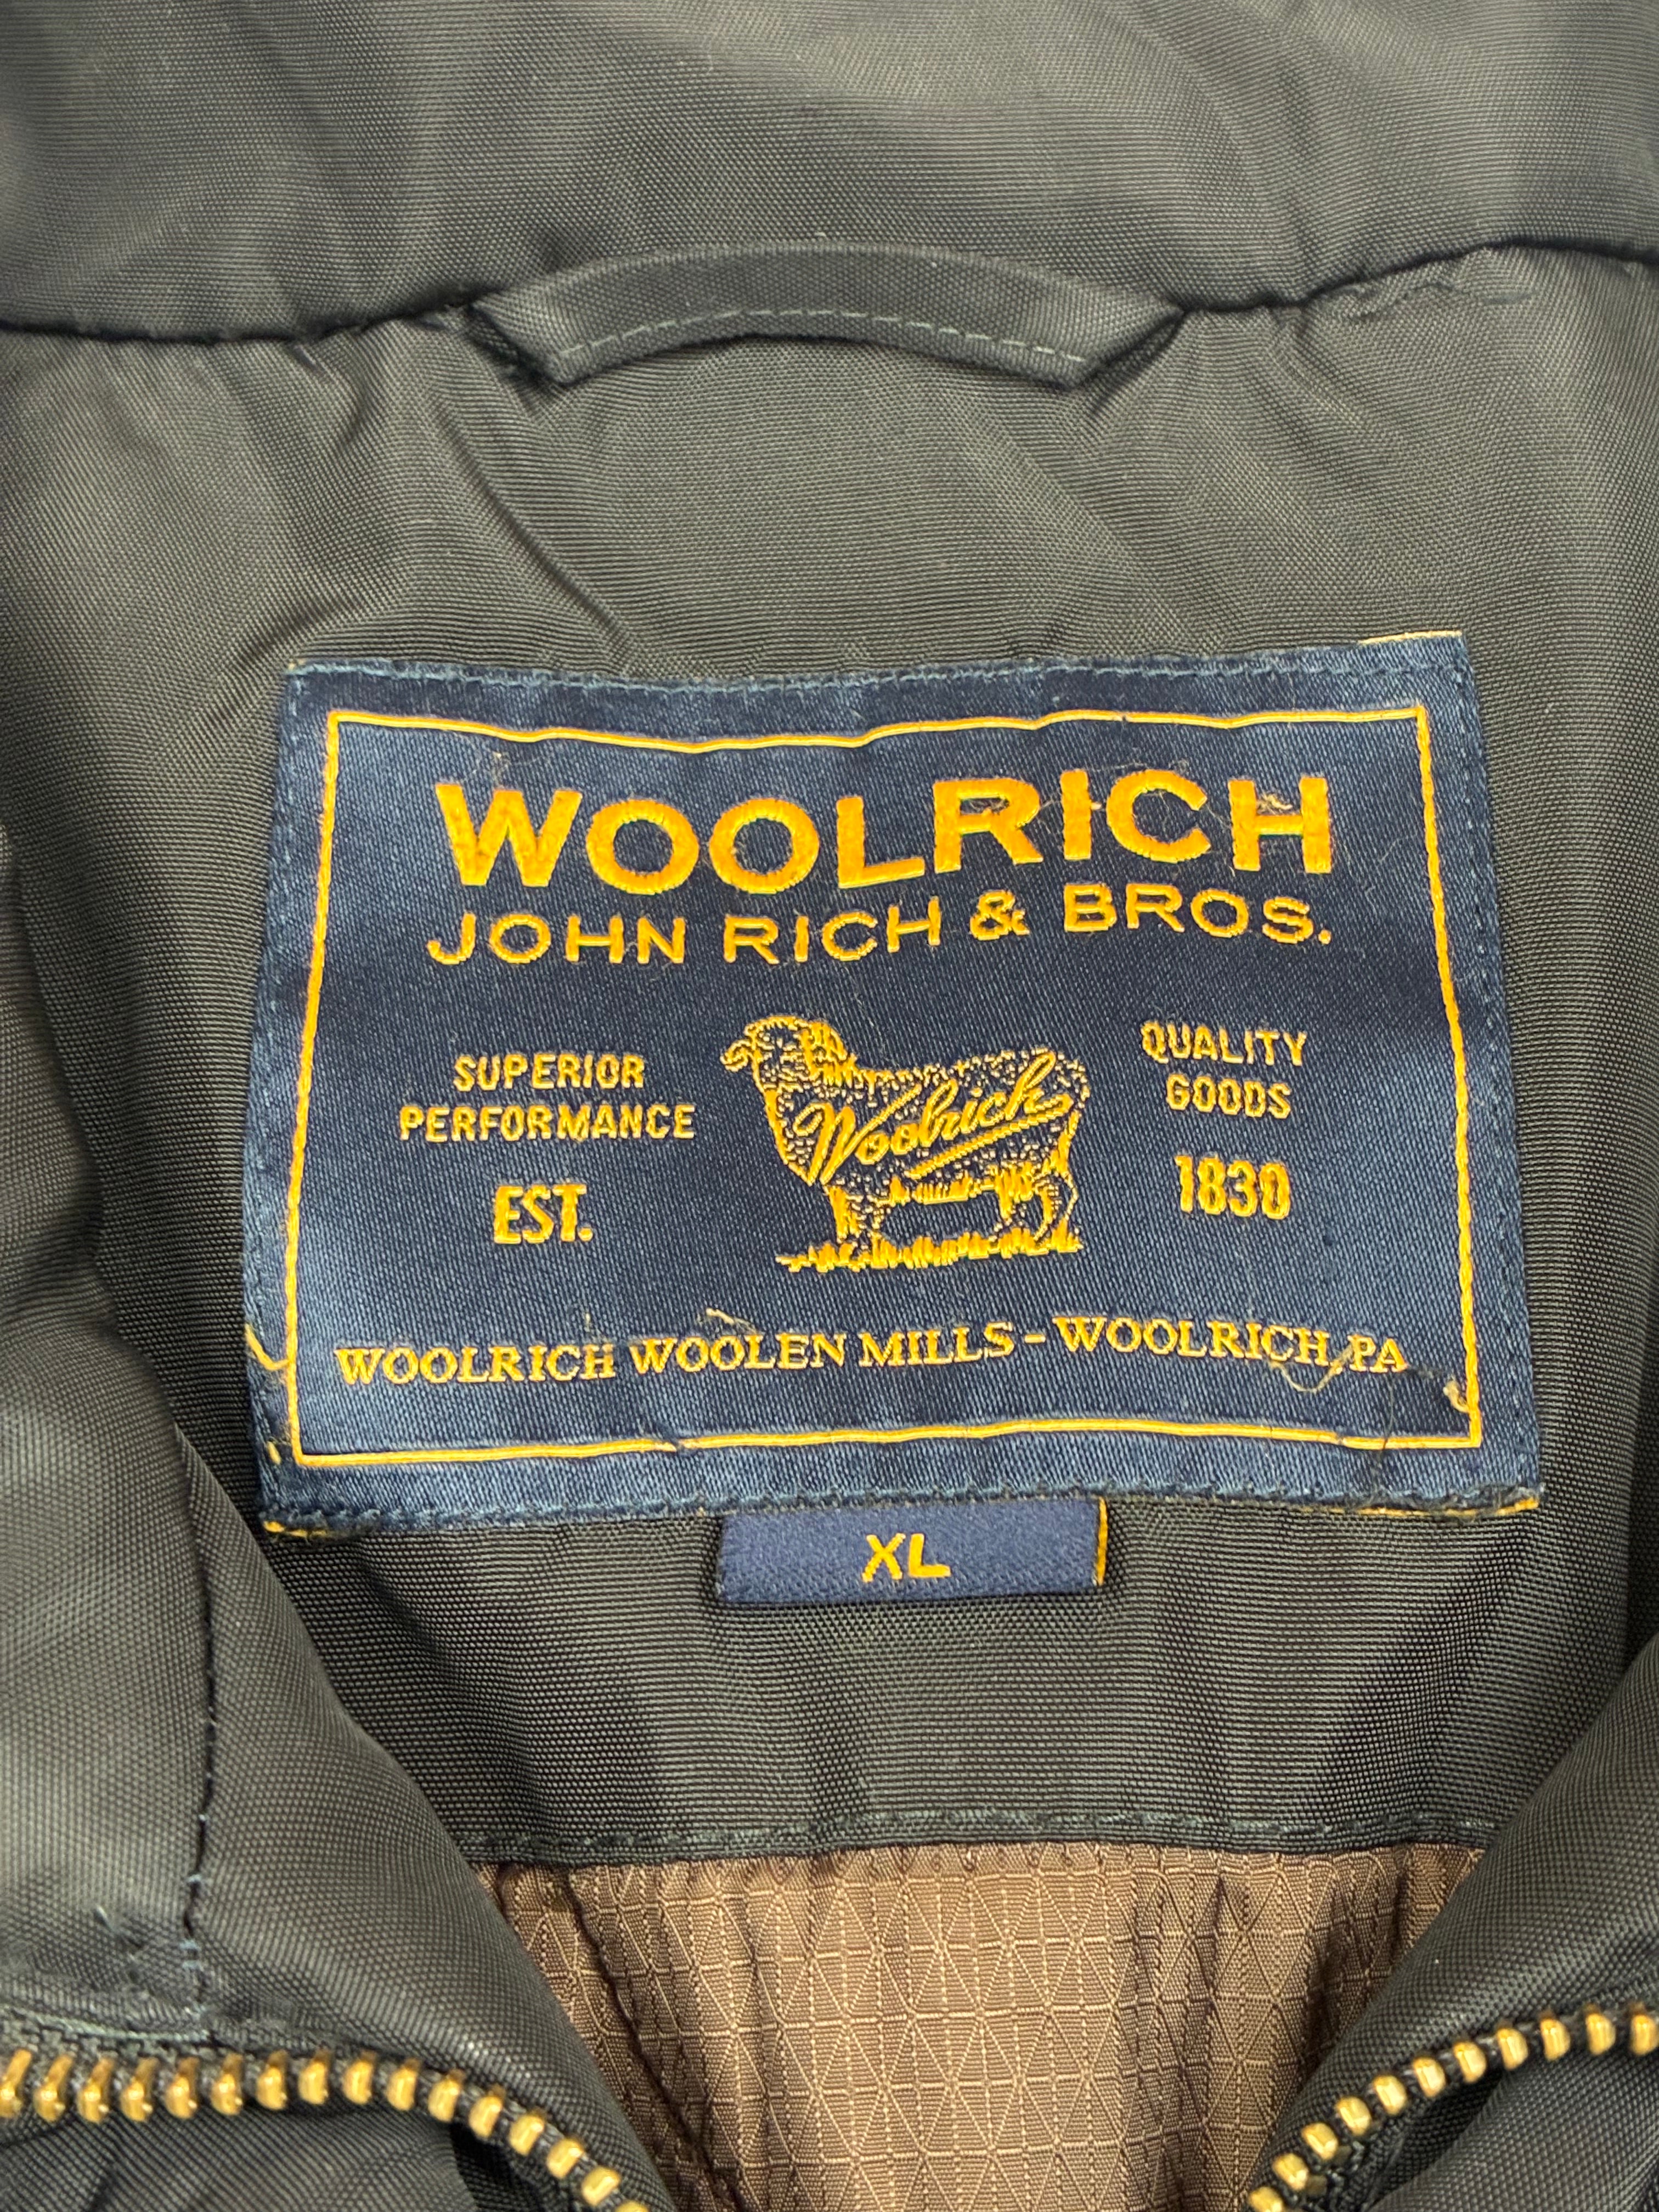 WOOLRICH
JOHN RICH & BROS.
SUPERIOR
PERFORMANCE
EST.
Woolrich
QUALITY
GOODS
1830
WOOLRICH WOOLEN MILLS - WOOLRICH, PA
XL